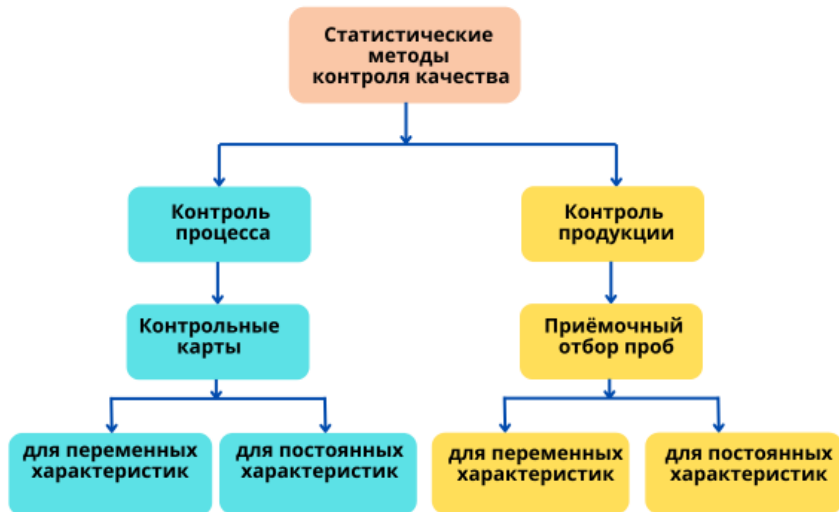 Статистические
методы
контроля качества
Контроль
процесса
Контроль
продукции
Контрольные
карты
Приёмочный
отбор проб
для переменных
характеристик
для постоянных
характеристик
для переменных
характеристик
для постоянных
характеристик